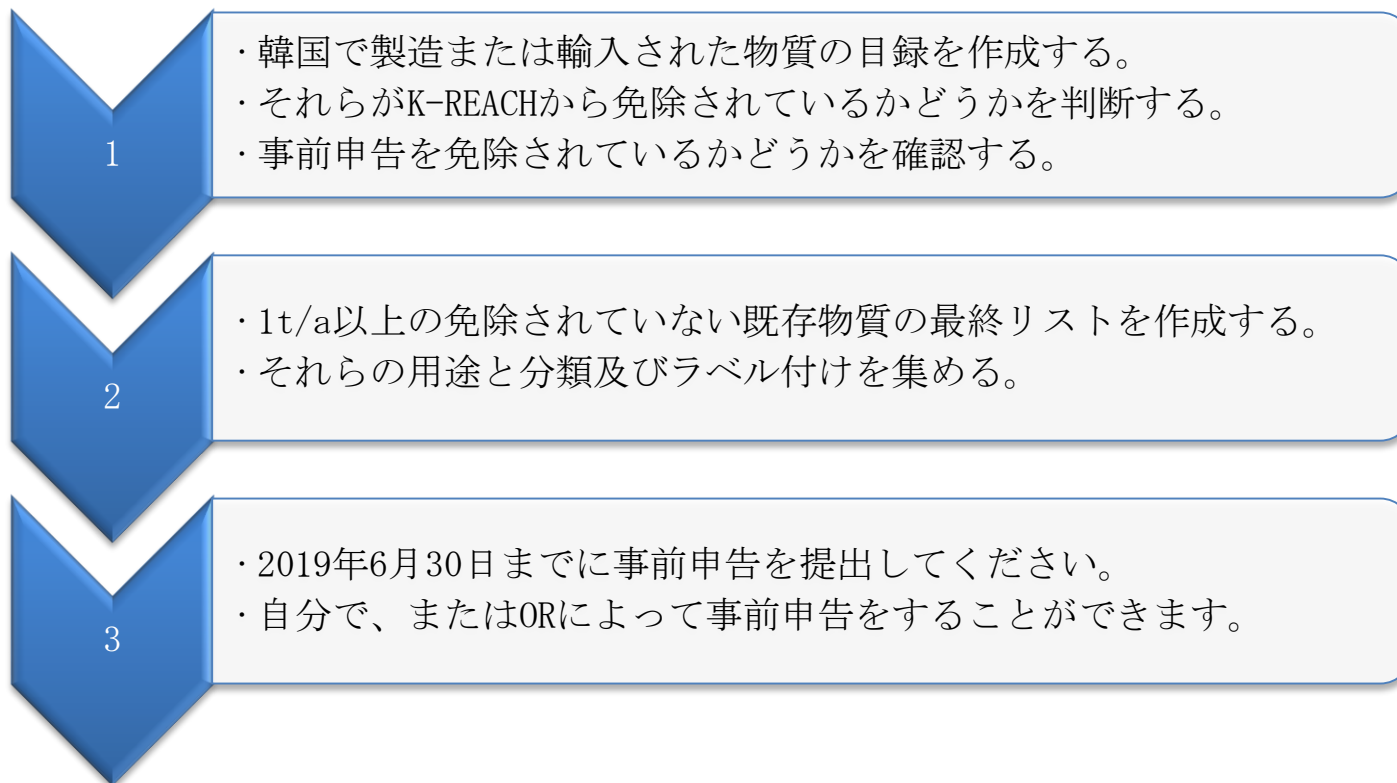 1
·韓国で製造または輸入された物質の目録を作成する。
·それらがK-REACHから免除されているかどうかを判断する。
·事前申告を免除されているかどうかを確認する。
2
·1t/a以上の免除されていない既存物質の最終リストを作成する。
·それらの用途と分類及びラベル付けを集める。
3
·2019年6月30日までに事前申告を提出してください。
·自分で、またはORによって事前申告をすることができます。